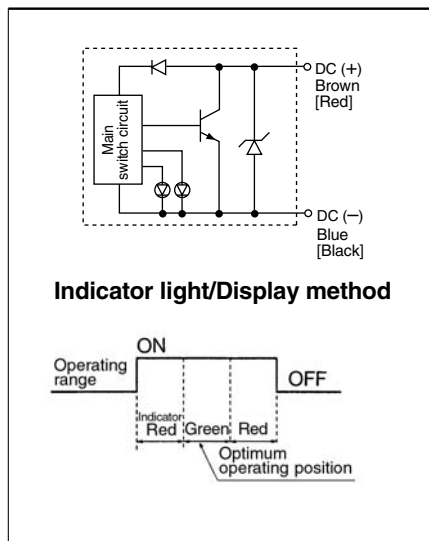 Main
switch circuit
DC (+)
Brown
[Red]
DC (−)
Blue
[Black]
Indicator light/Display method
ON
Operating
range
OFF
Indicator
Red
Green
Red
Optimum
operating position